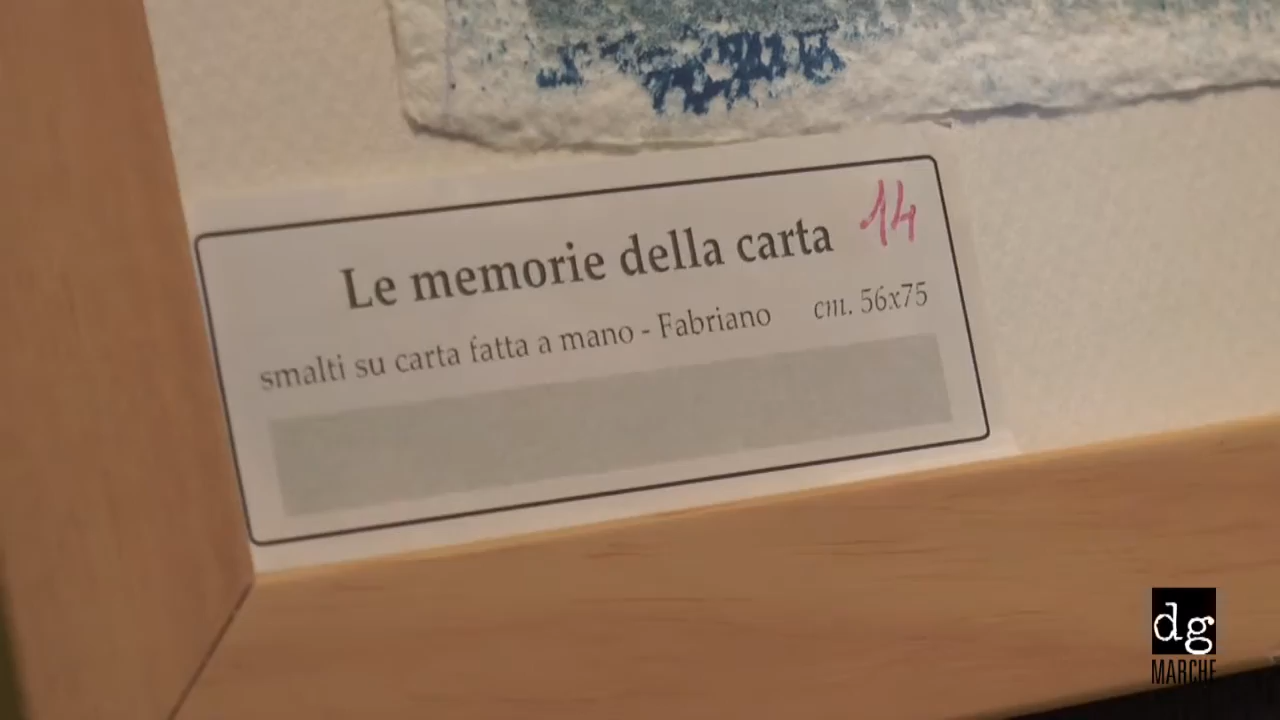 Le memorie della carta 14
smalti su carta fatta a mano - Fabriano cm. 56x75
dg
MARCHE